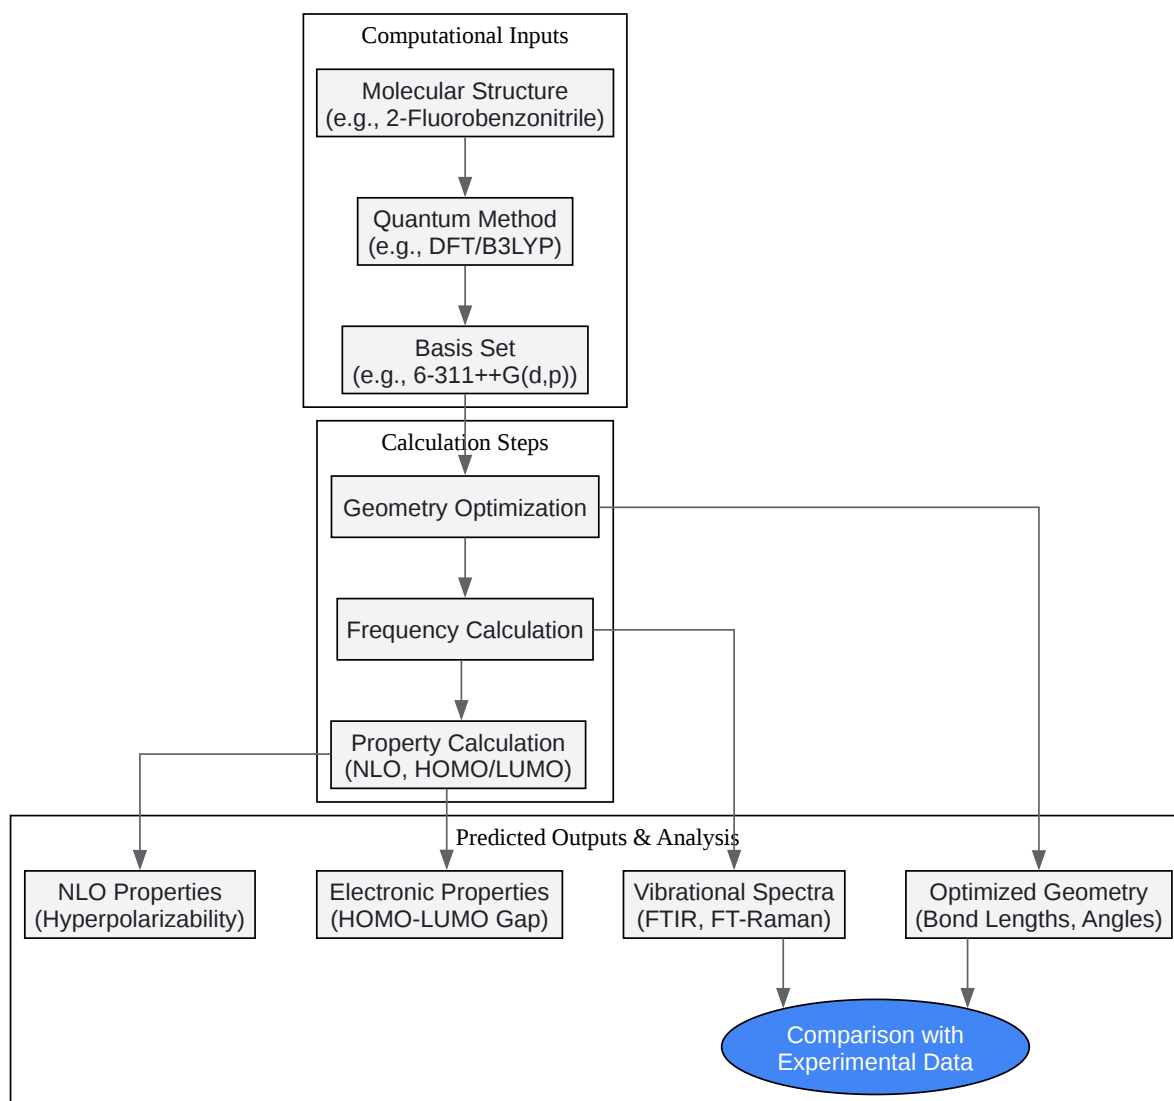 Computational Inputs
Molecular Structure
(e.g., 2-Fluorobenzonitrile)
Quantum Method
(e.g., DFT/B3LYP)
Basis Set
(e.g., 6-311++G(d,p))
Calculation Steps
Geometry Optimization
Frequency Calculation
Property Calculation
(NLO, HOMO/LUMO)
Predicted Outputs & Analysis
NLO Properties
(Hyperpolarizability)
Electronic Properties
(HOMO-LUMO Gap)
Vibrational Spectra
(FTIR, FT-Raman)
Optimized Geometry
(Bond Lengths, Angles)
Comparison with
Experimental Data